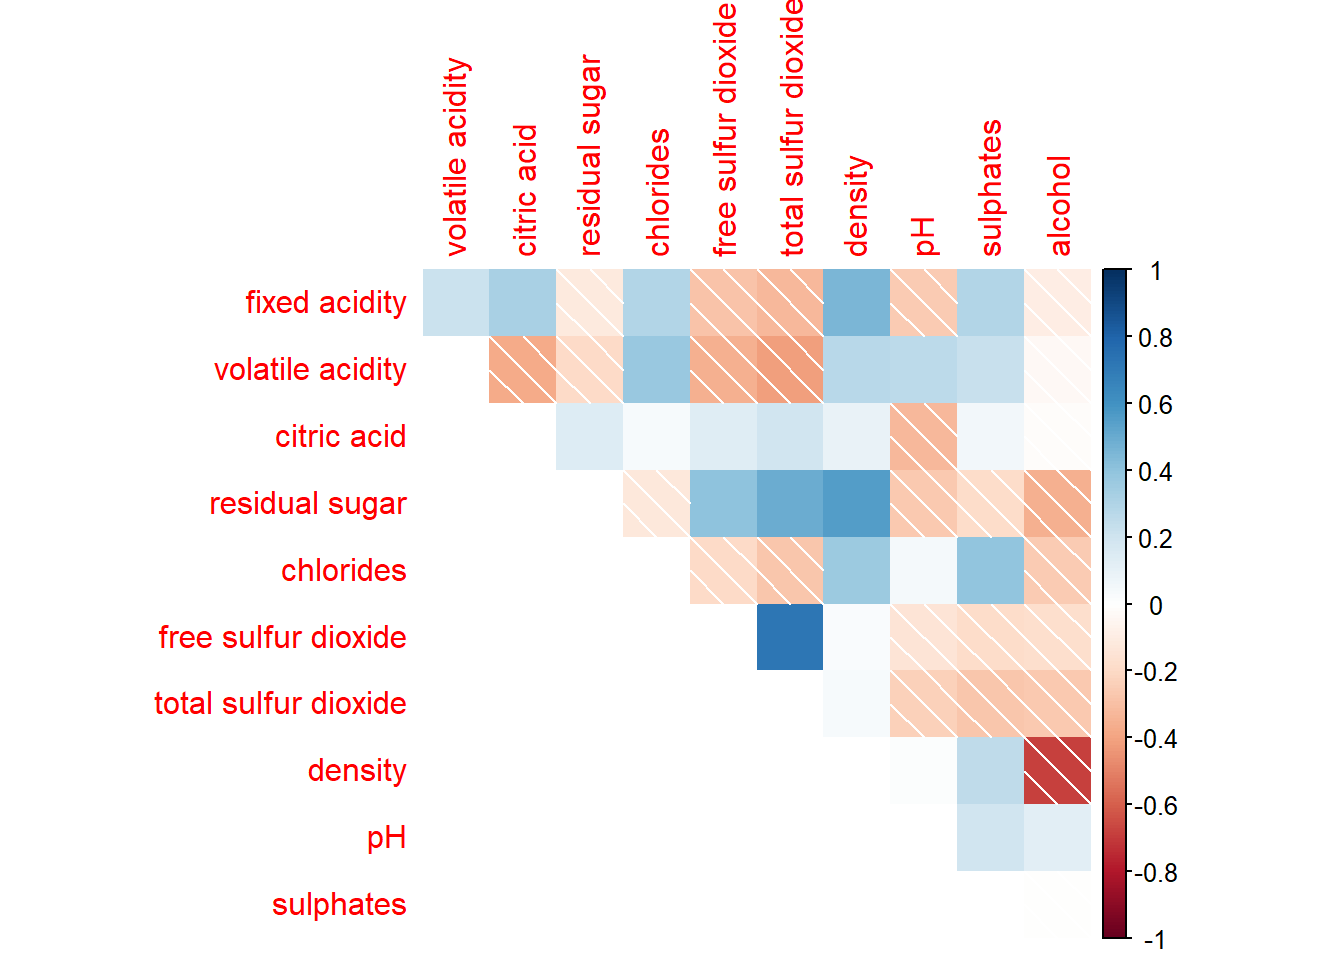 volatile acidity
citric acid
residual sugar
chlorides
free sulfur dioxide
total sulfur dioxide
density
pH
sulphates
alcohol
fixed acidity
volatile acidity
citric acid
residual sugar
chlorides
free sulfur dioxide
total sulfur dioxide
density
pH
sulphates
1
0.8
0.6
0.4
0.2
0
-0.2
-0.4
-0.6
-0.8
-1